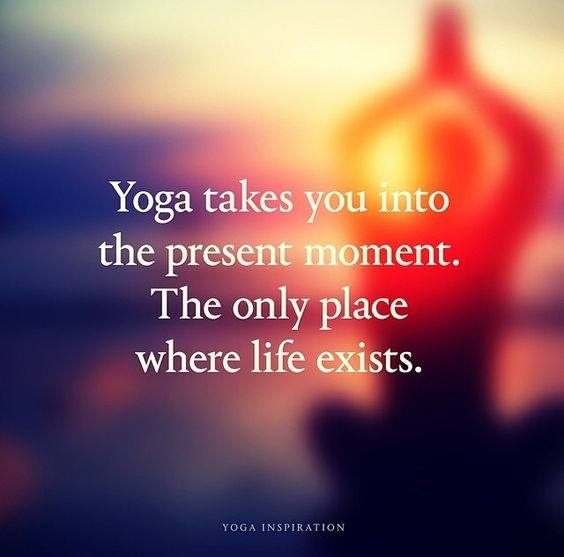 Yoga takes you into
the present moment.
The only place
where life exists.
YOGA INSPIRATION